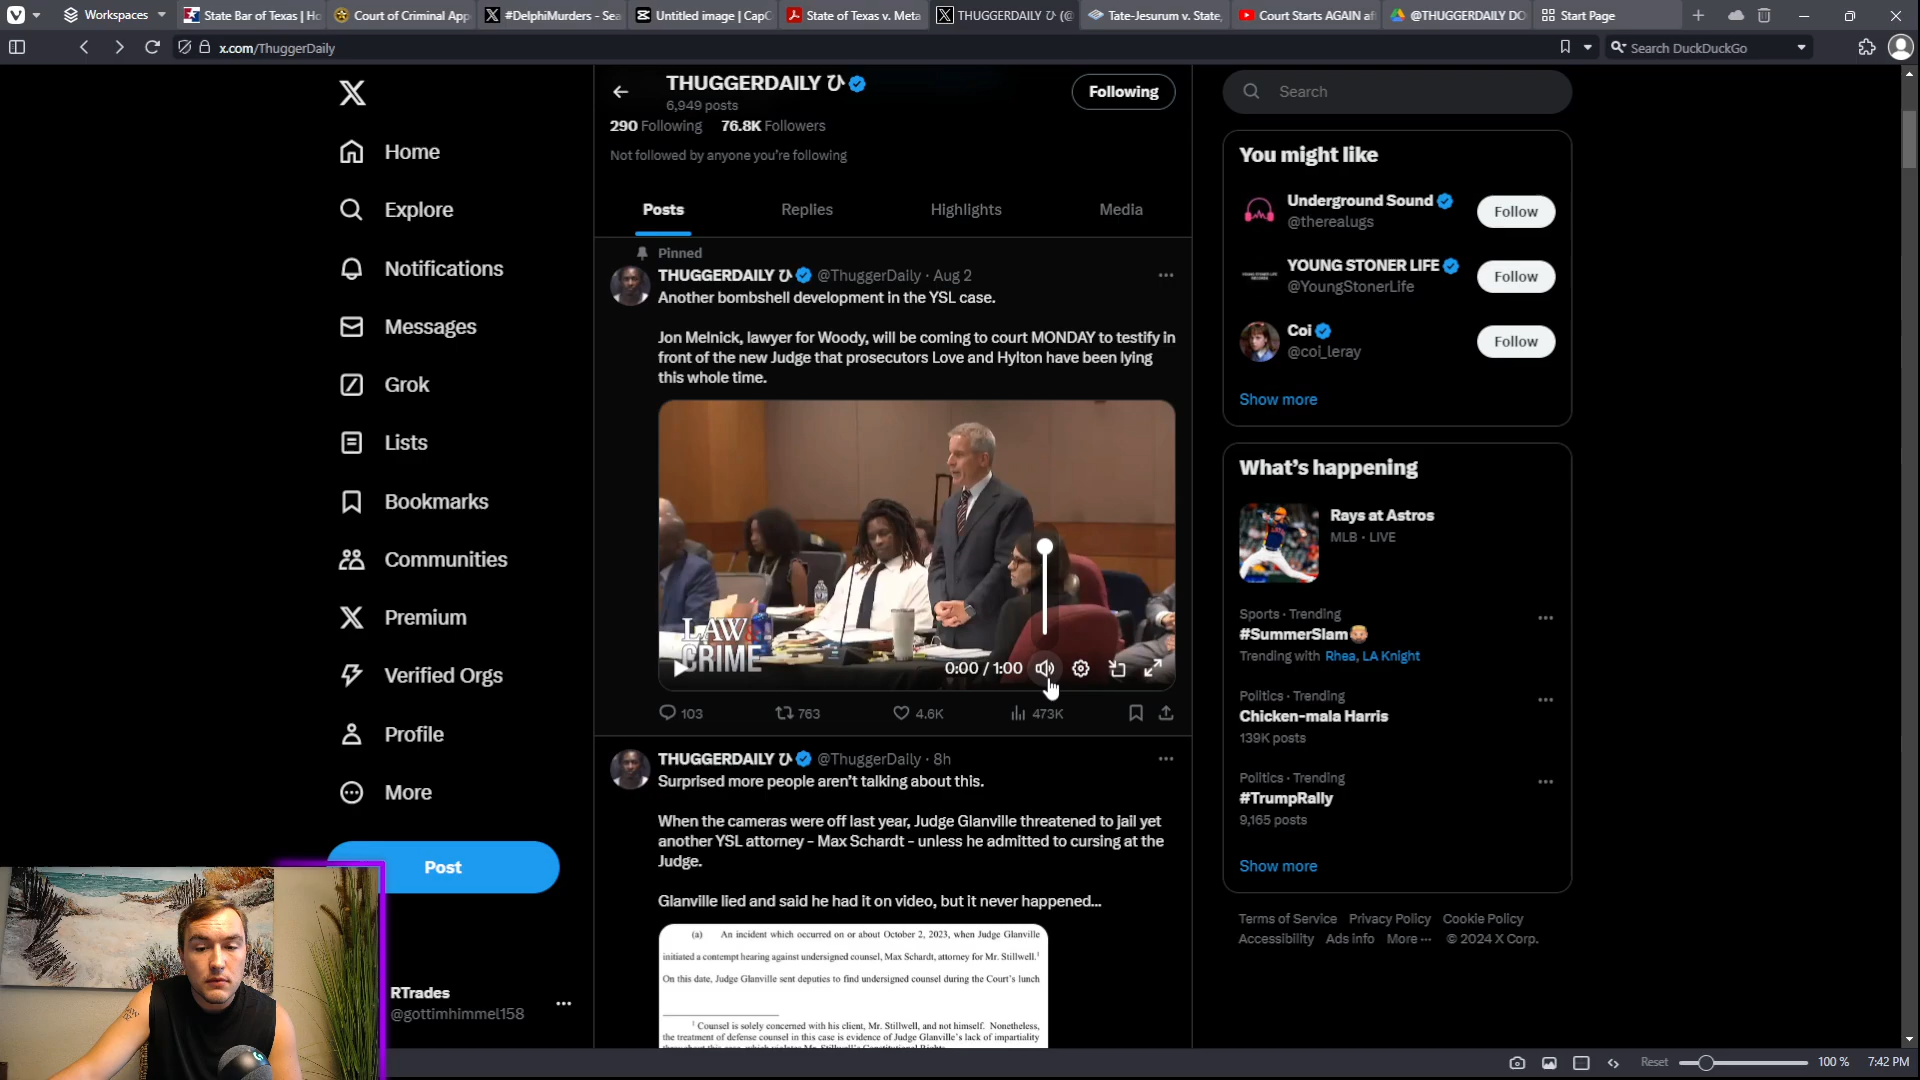 Workspaces
State Bar of Texas | Ho
Court of Criminal App
#DelphiMurders - Sea
Untitled image | CapC
State of Texas v. Meta
THUGGERDAILY ひ (@
Tate-Jesurum v. State,
Court Starts AGAIN af
@THUGGERDAILY DO
Start Page
x.com/ThuggerDaily
Search DuckDuckGo
Home
Explore
Notifications
Messages
Grok
Lists
Bookmarks
Communities
Premium
Verified Orgs
Profile
More
Post
RTrades
@gottimhimmel158
THUGGERDAILY ひ
6,949 posts
Following
290 Following 76.8K Followers
Not followed by anyone you're following
Posts
Replies
Highlights
Media
Pinned
THUGGERDAILY ひ @ThuggerDaily · Aug 2
Another bombshell development in the YSL case.
Jon Melnick, lawyer for Woody, will be coming to court MONDAY to testify in
front of the new Judge that prosecutors Love and Hylton have been lying
this whole time.
LAW
CRIME
0:00 / 1:00
103
763
4.6K
473K
THUGGERDAILY ひ @ThuggerDaily · 8h
Surprised more people aren't talking about this.
When the cameras were off last year, Judge Glanville threatened to jail yet
another YSL attorney - Max Schardt - unless he admitted to cursing at the
Judge.
Glanville lied and said he had it on video, but it never happened...
(a) An incident which occurred on or about October 2, 2023, when Judge Glanville
initiated a contempt hearing against undersigned counsel, Max Schardt, attorney for Mr. Stillwell.¹
On this date, Judge Glanville sent deputies to find undersigned counsel during the Court's lunch
¹ Counsel is solely concerned with his client, Mr. Stillwell, and not himself. Nonetheless,
the treatment of defense counsel in this case is evidence of Judge Glanville's lack of impartiality
Search
You might like
Underground Sound
@therealugs
Follow
YOUNG STONER LIFE
@YoungStonerLife
Follow
Coi
@coi_leray
Follow
Show more
What's happening
Rays at Astros
MLB · LIVE
Sports · Trending
#SummerSlam
Trending with Rhea, LA Knight
Politics · Trending
Chicken-mala Harris
139K posts
Politics · Trending
#TrumpRally
9,165 posts
Show more
Terms of Service Privacy Policy Cookie Policy
Accessibility Ads info More ··· © 2024 X Corp.
Reset
100 %
7:42 PM